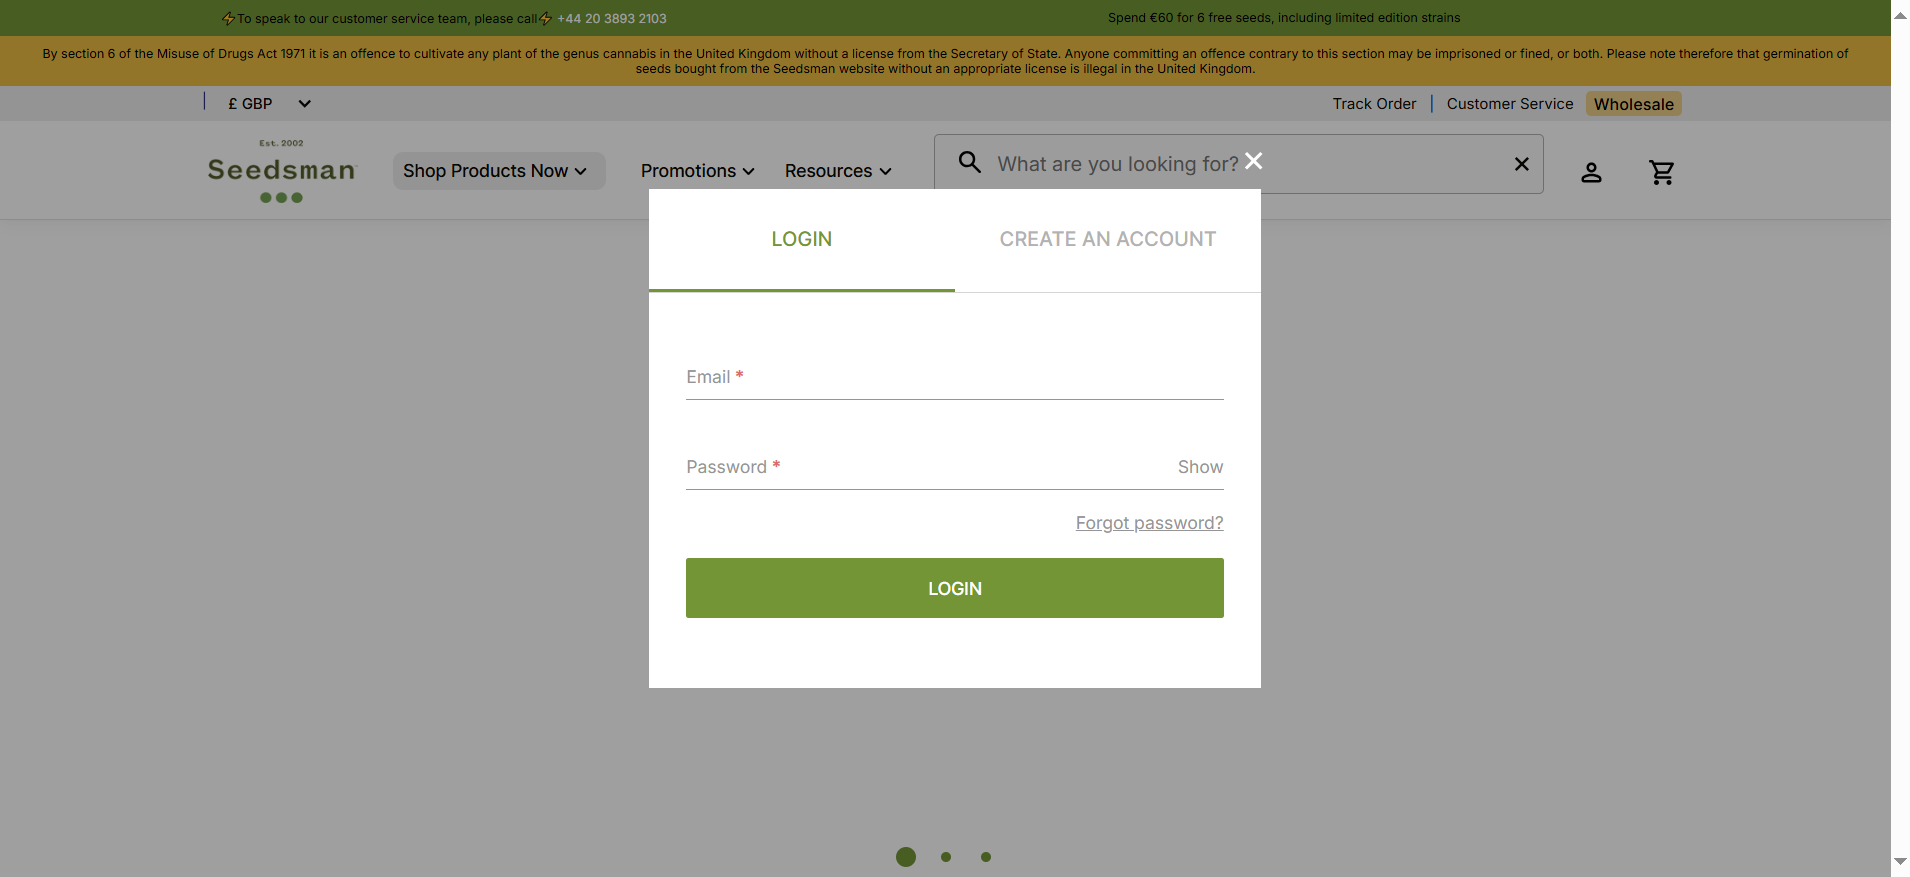 To speak to our customer service team, please call +44 20 3893 2103
Spend €60 for 6 free seeds, including limited edition strains
By section 6 of the Misuse of Drugs Act 1971 it is an offence to cultivate any plant of the genus cannabis in the United Kingdom without a license from the Secretary of State. Anyone committing an offence contrary to this section may be imprisoned or fined, or both. Please note therefore that germination of
seeds bought from the Seedsman website without an appropriate license is illegal in the United Kingdom.
£ GBP
Track Order | Customer Service Wholesale
Est. 2002
Seedsman
Shop Products Now
Promotions
Resources
What are you looking for?
LOGIN
CREATE AN ACCOUNT
Email *
Password *
Show
Forgot password?
LOGIN